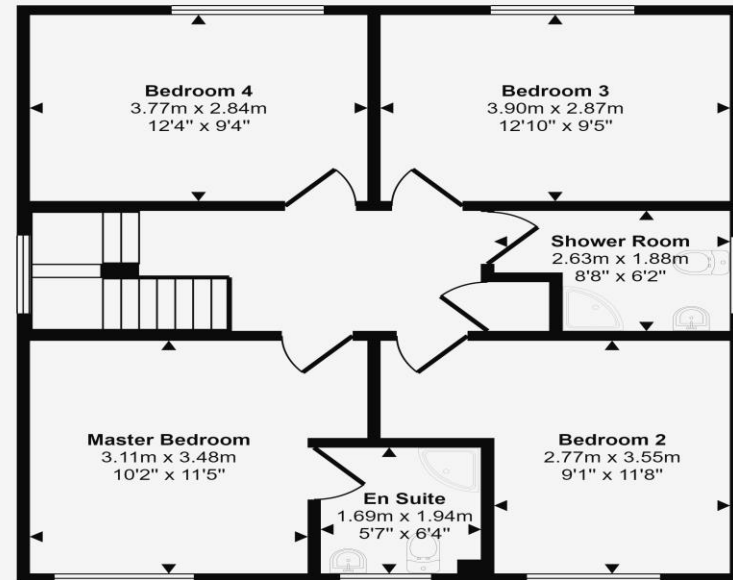 Bedroom 4
3.77m x 2.84m
12'4" x 9'4"
Bedroom 3
3.90m x 2.87m
12'10" x 9'5"
Shower Room
2.63m x 1.88m
8'8" x 6'2"
Master Bedroom
3.11m x 3.48m
10'2" x 11'5"
En Suite
1.69m x 1.94m
5'7" x 6'4"
Bedroom 2
2.77m x 3.55m
9'1" x 11'8"